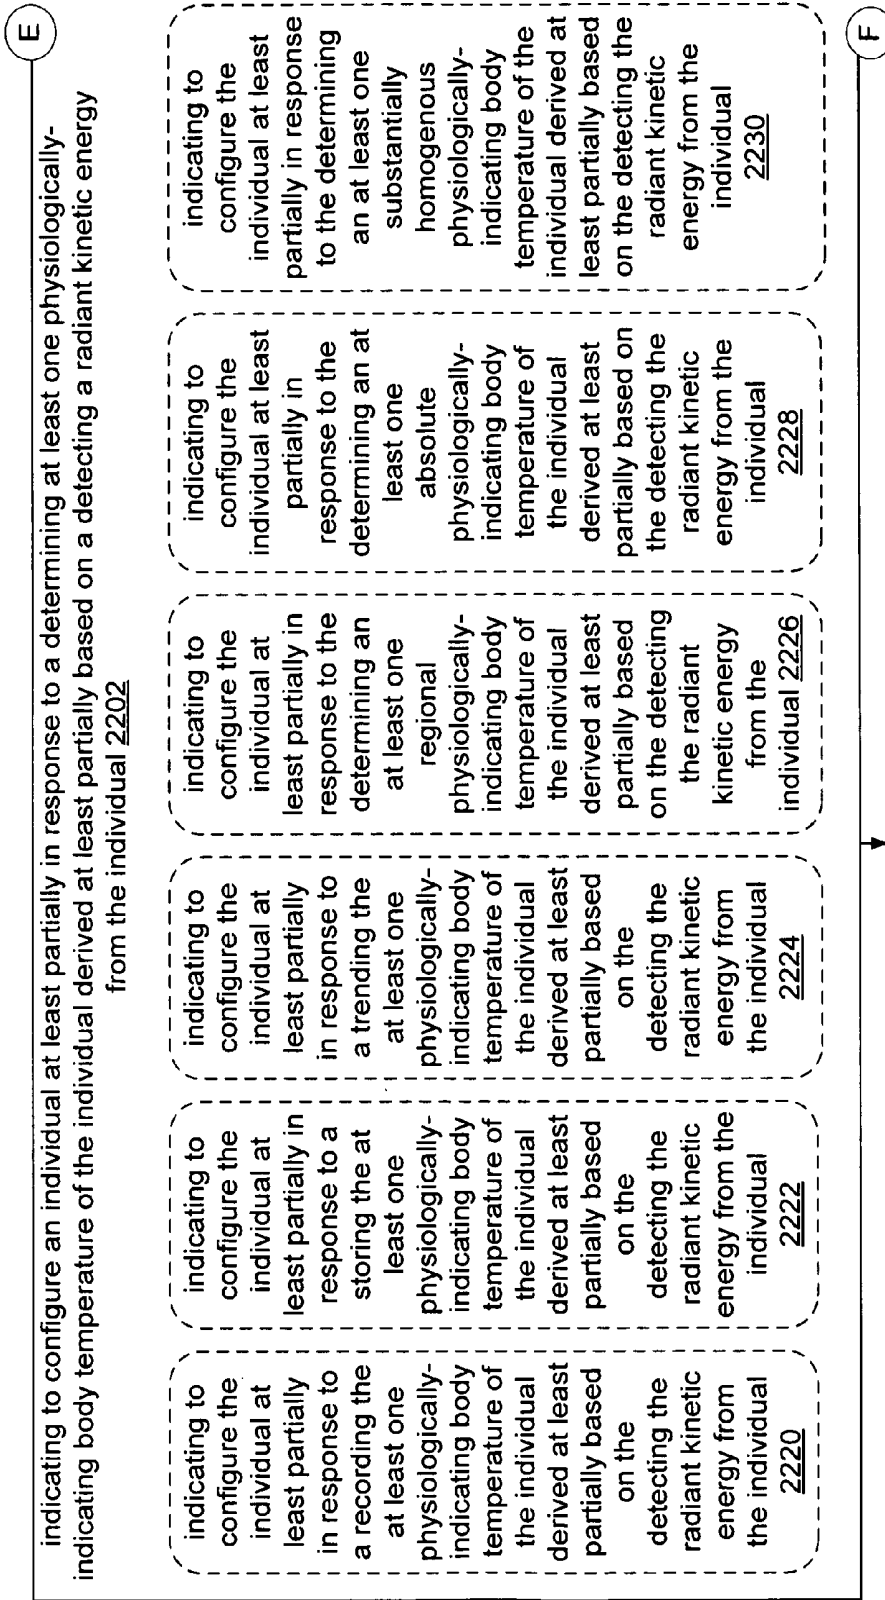 E
indicating to configure an individual at least partially in response to a determining at least one physiologically-
indicating body temperature of the individual derived at least partially based on a detecting a radiant kinetic energy
from the individual 2202
indicating to
configure the
individual at
least partially
in response to
a recording the
at least one
physiologically-
indicating body
temperature of
the individual
derived at least
partially based
on the
detecting the
radiant kinetic
energy from
the individual
2220
indicating to
configure the
individual at
least partially in
response to a
storing the at
least one
physiologically-
indicating body
temperature of
the individual
derived at least
partially based
on the
detecting the
radiant kinetic
energy from the
individual
2222
indicating to
configure the
individual at
least partially
in response to
a trending the
at least one
physiologically-
indicating body
temperature of
the individual
derived at least
partially based
on the
detecting the
radiant kinetic
energy from
the individual
2224
indicating to
configure the
individual at
least partially in
response to the
determining an
at least one
regional
physiologically-
indicating body
temperature of
the individual
derived at least
partially based
on the detecting
the radiant
kinetic energy
from the
individual 2226
indicating to
configure the
individual at least
partially in
response to the
determining an at
least one
absolute
physiologically-
indicating body
temperature of
the individual
derived at least
partially based on
the detecting the
radiant kinetic
energy from the
individual
2228
indicating to
configure the
individual at least
partially in response
to the determining
an at least one
substantially
homogenous
physiologically-
indicating body
temperature of the
individual derived at
least partially based
on the detecting the
radiant kinetic
energy from the
individual
2230
F